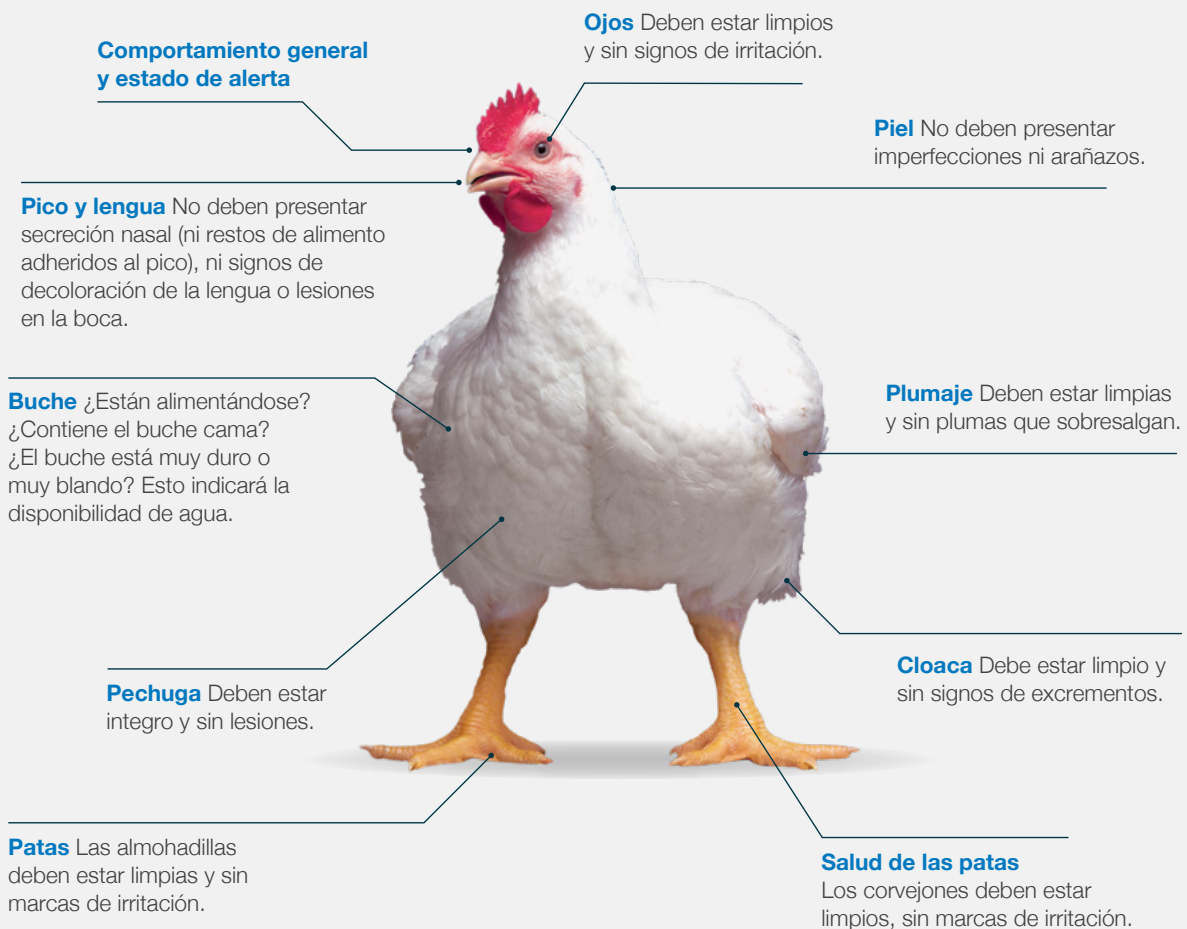 Ojos Deben estar limpios
y sin signos de irritación.
Comportamiento general
y estado de alerta
Piel No deben presentar
imperfecciones ni arañazos.
Pico y lengua No deben presentar
secreción nasal (ni restos de alimento
adheridos al pico), ni signos de
decoloración de la lengua o lesiones
en la boca.
Buche ¿Están alimentándose?
¿Contiene el buche cama?
¿El buche está muy duro o
muy blando? Esto indicará la
disponibilidad de agua.
Plumaje Deben estar limpias
y sin plumas que sobresalgan.
Cloaca Debe estar limpio y
sin signos de excrementos.
Pechuga Deben estar
integro y sin lesiones.
Patas Las almohadillas
deben estar limpias y sin
marcas de irritación.
Salud de las patas
Los corvejones deben estar
limpios, sin marcas de irritación.